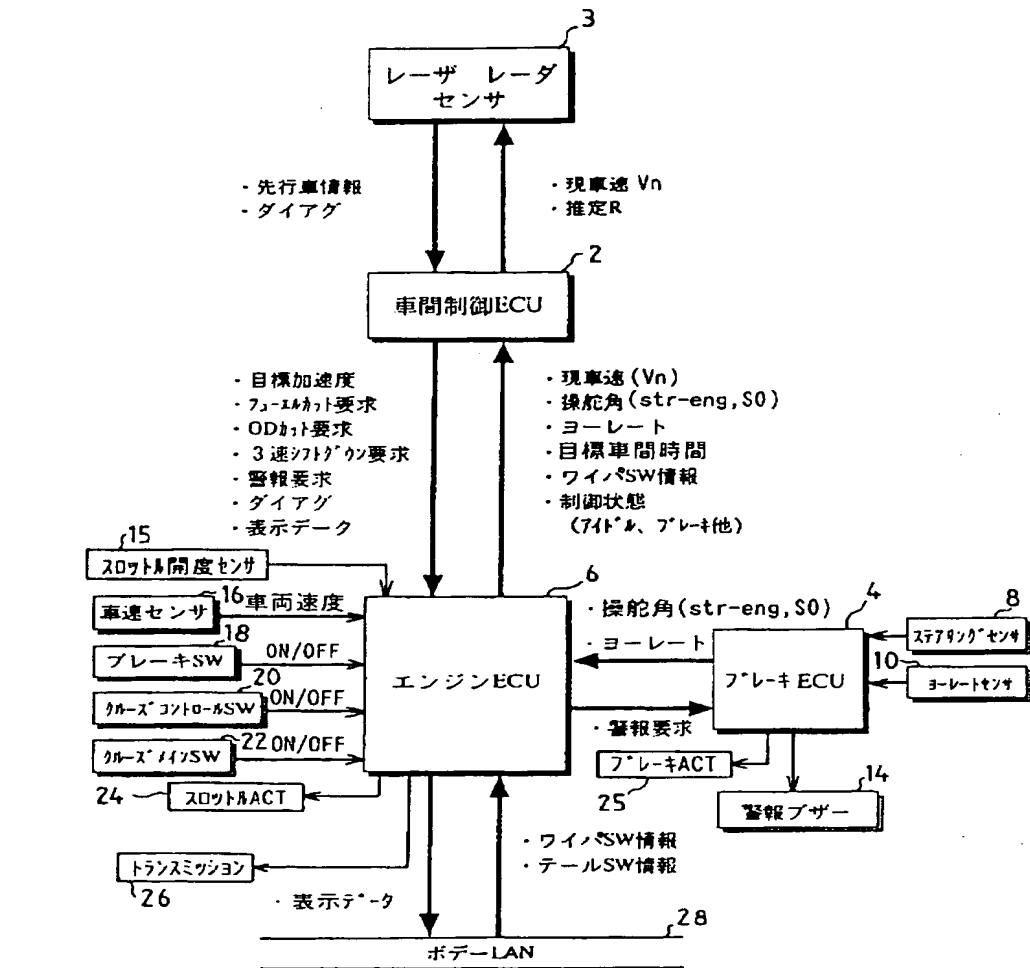 3
レーザ レーダ
センサ
・先行車情報
・ダイアグ
・現車速 Vn
・推定R
2
車間制御ECU
・目標加速度
・フューエルカット要求
・ODカット要求
・3速シフトダウン要求
・警報要求
・ダイアグ
・表示データ
・現車速(Vn)
・操舵角(str-eng,S0)
・ヨーレート
・目標車間時間
・ワイパSW情報
・制御状態
(アイドル、ブレーキ他)
15
スロットル開度センサ
16
車速センサ
車両速度
18
ブレーキSW
ON/OFF
20
クルーズコントロールSW
ON/OFF
22
クルーズメインSW
ON/OFF
24
スロットルACT
トランスミッション
26
6
エンジンECU
・操舵角(str-eng,S0)
・ヨーレート
・警報要求
4
ブレーキECU
8
ステアリングセンサ
10
ヨーレートセンサ
ブレーキACT
25
14
警報ブザー
・ワイパSW情報
・テールSW情報
・表示データ
28
ボデーLAN